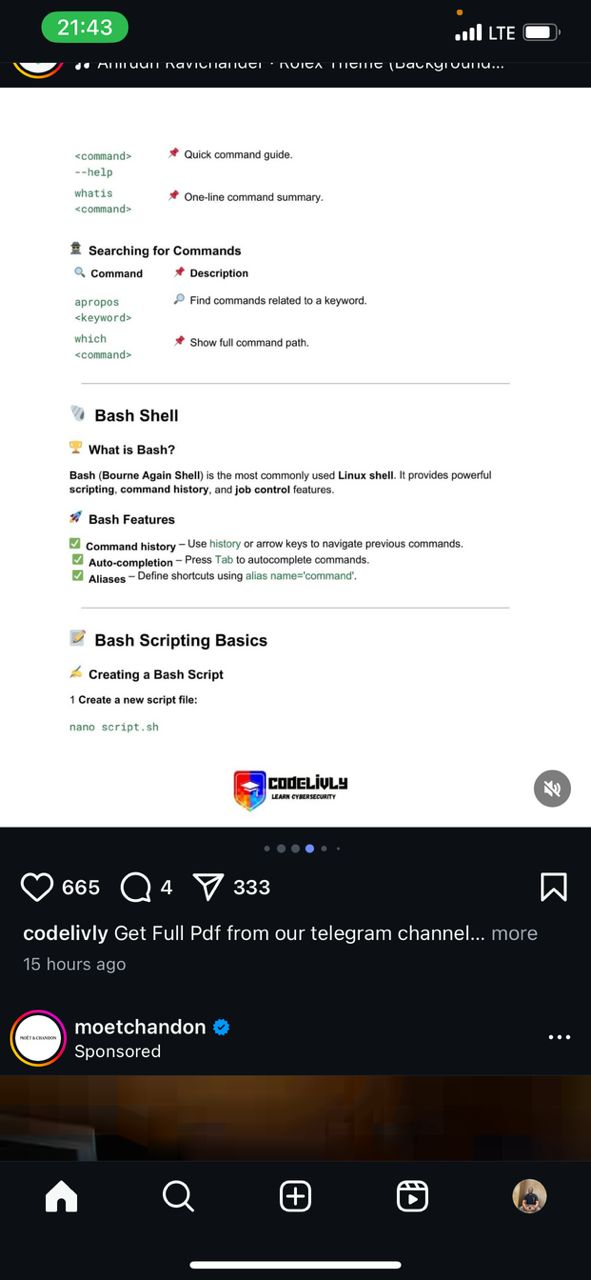 21:43
LTE
Anirudh Ravichander · Rolex Theme (Background...
<command>
--help
Quick command guide.
whatis
<command>
One-line command summary.
Searching for Commands
Command
Description
apropos
<keyword>
Find commands related to a keyword.
which
<command>
Show full command path.
Bash Shell
What is Bash?
Bash (Bourne Again Shell) is the most commonly used Linux shell. It provides powerful
scripting, command history, and job control features.
Bash Features
Command history – Use history or arrow keys to navigate previous commands.
Auto-completion – Press Tab to autocomplete commands.
Aliases – Define shortcuts using alias name='command'.
Bash Scripting Basics
Creating a Bash Script
1 Create a new script file:
nano script.sh
CODELIVLY
LEARN CYBERSECURITY
665
4
333
codelivly Get Full Pdf from our telegram channel... more
15 hours ago
MOËT & CHANDON
moetchandon
Sponsored